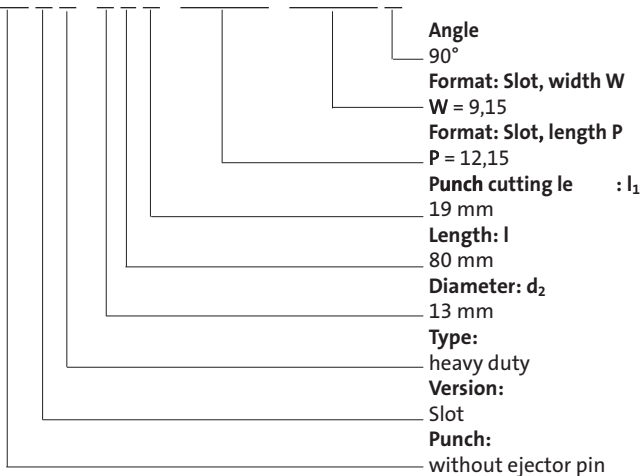 Angle
90°
Format: Slot, width W
W = 9,15
Format: Slot, length P
P = 12,15
Punch cutting le : l₁
19 mm
Length: l
80 mm
Diameter: d₂
13 mm
Type:
heavy duty
Version:
Slot
Punch:
without ejector pin